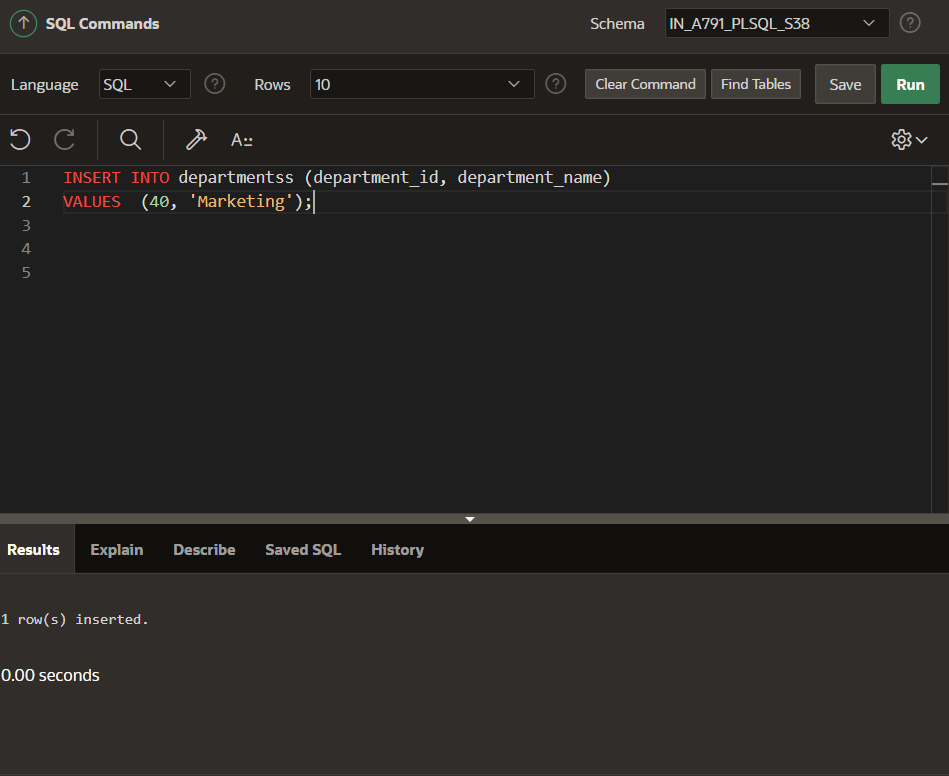 SQL Commands
Schema IN_A791_PLSQL_S38 ?
Language SQL ? Rows 10 ? Clear Command Find Tables Save Run
A::
1 INSERT INTO departmentss (department_id, department_name)
2 VALUES  (40, 'Marketing');
3
4
5
Results Explain Describe Saved SQL History
1 row(s) inserted.
0.00 seconds